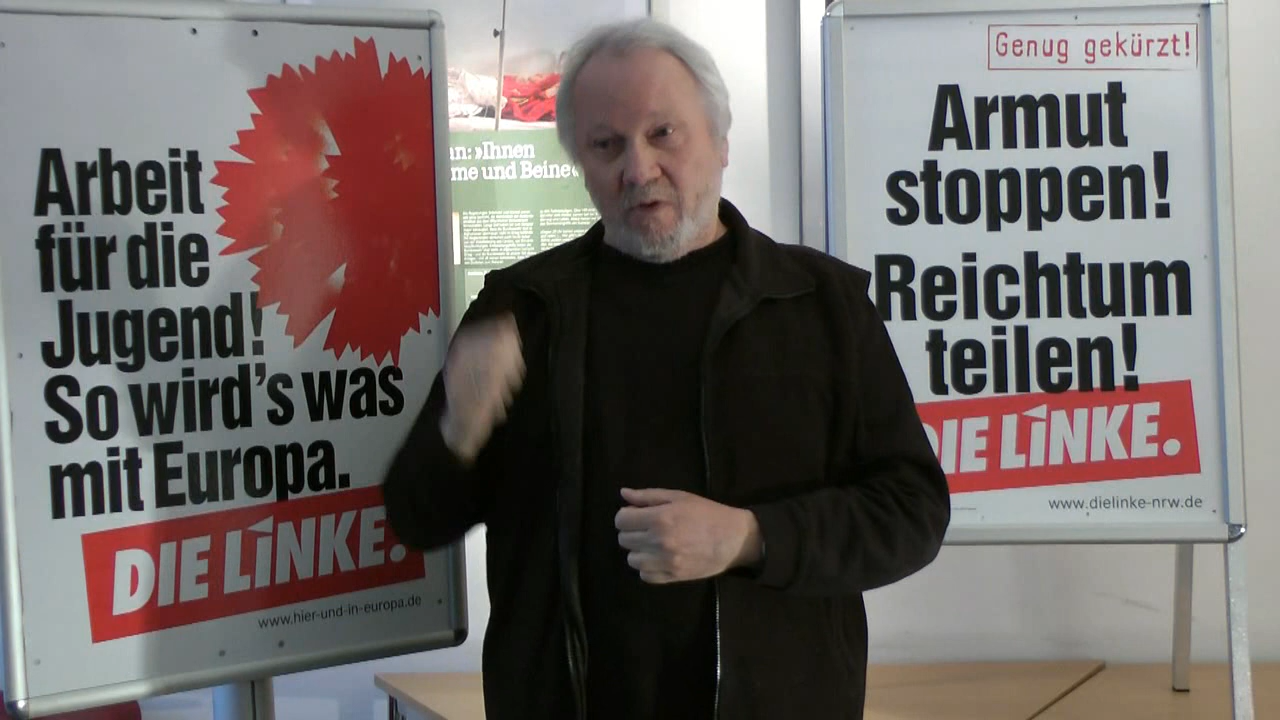 Arbeit
für die
Jugend!
So wird's was
mit Europa.
DIE LINKE.
www.hier-und-in-europa.de
an: »Ihnen
me und Beine«
Genug gekürzt!
Armut
stoppen!
Reichtum
teilen!
DIE LINKE.
www.dielinke-nrw.de